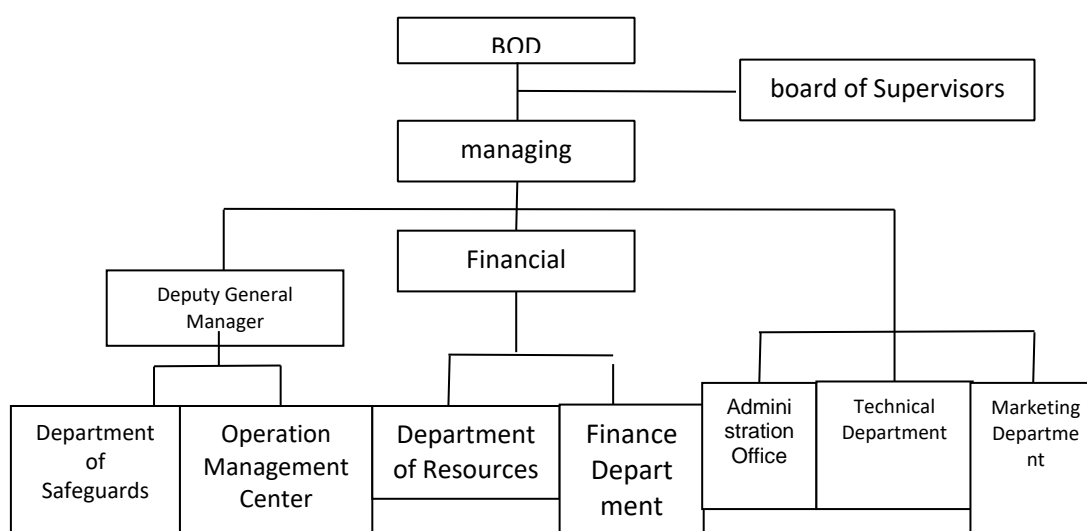 BOD
board of Supervisors
managing
Financial
Deputy General
Manager
Department
of
Safeguards
Operation
Management
Center
Department
of Resources
Finance
Depart
ment
Admini
stration
Office
Technical
Department
Marketing
Departme
nt